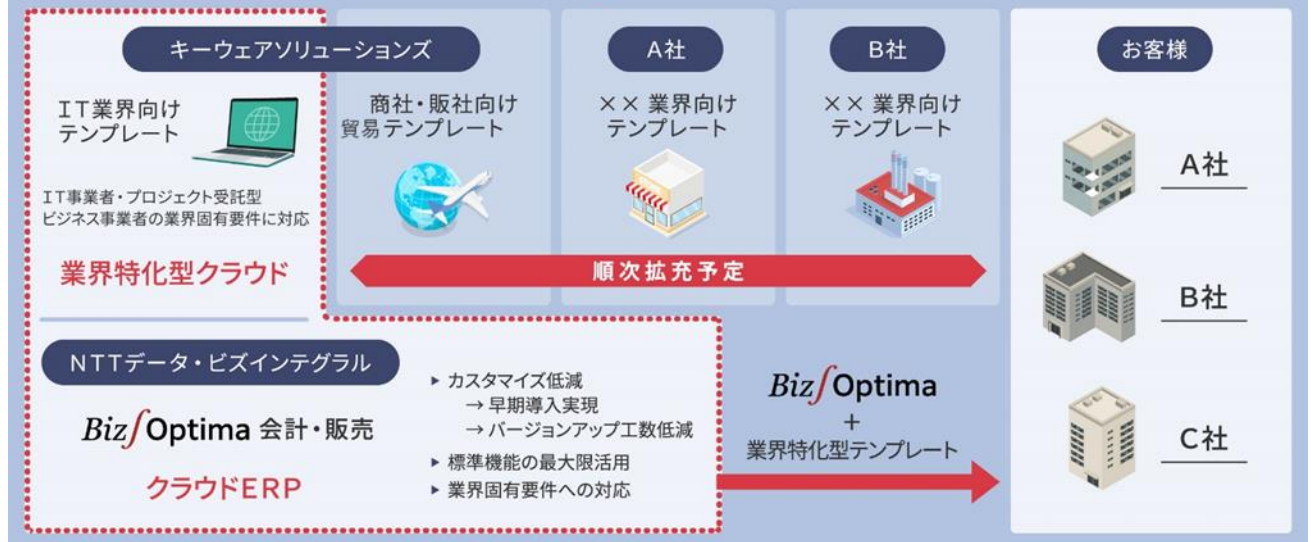 キーウェアソリューションズ
IT業界向け
テンプレート
IT事業者・プロジェクト受託型
ビジネス事業者の業界固有要件に対応
業界特化型クラウド
商社・販社向け
貿易テンプレート
A社
×× 業界向け
テンプレート
B社
×× 業界向け
テンプレート
順次拡充予定
NTTデータ・ビズインテグラル
Biz∫Optima 会計・販売
クラウドERP
▶ カスタマイズ低減
→ 早期導入実現
→ バージョンアップ工数低減
▶ 標準機能の最大限活用
▶ 業界固有要件への対応
Biz∫Optima
+
業界特化型テンプレート
お客様
A社
B社
C社